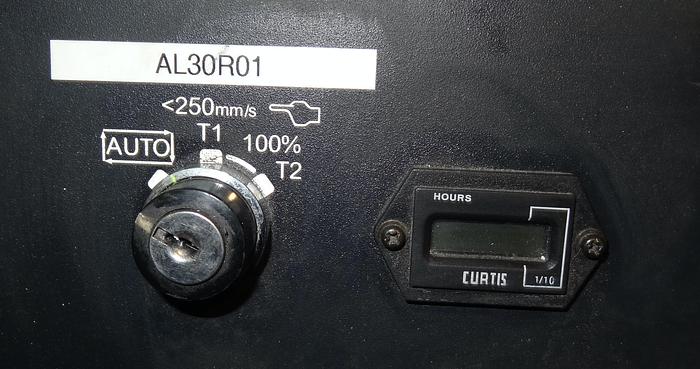 AL30R01
<250mm/s
T1
AUTO
100%
T2
HOURS
CURTIS
1/10